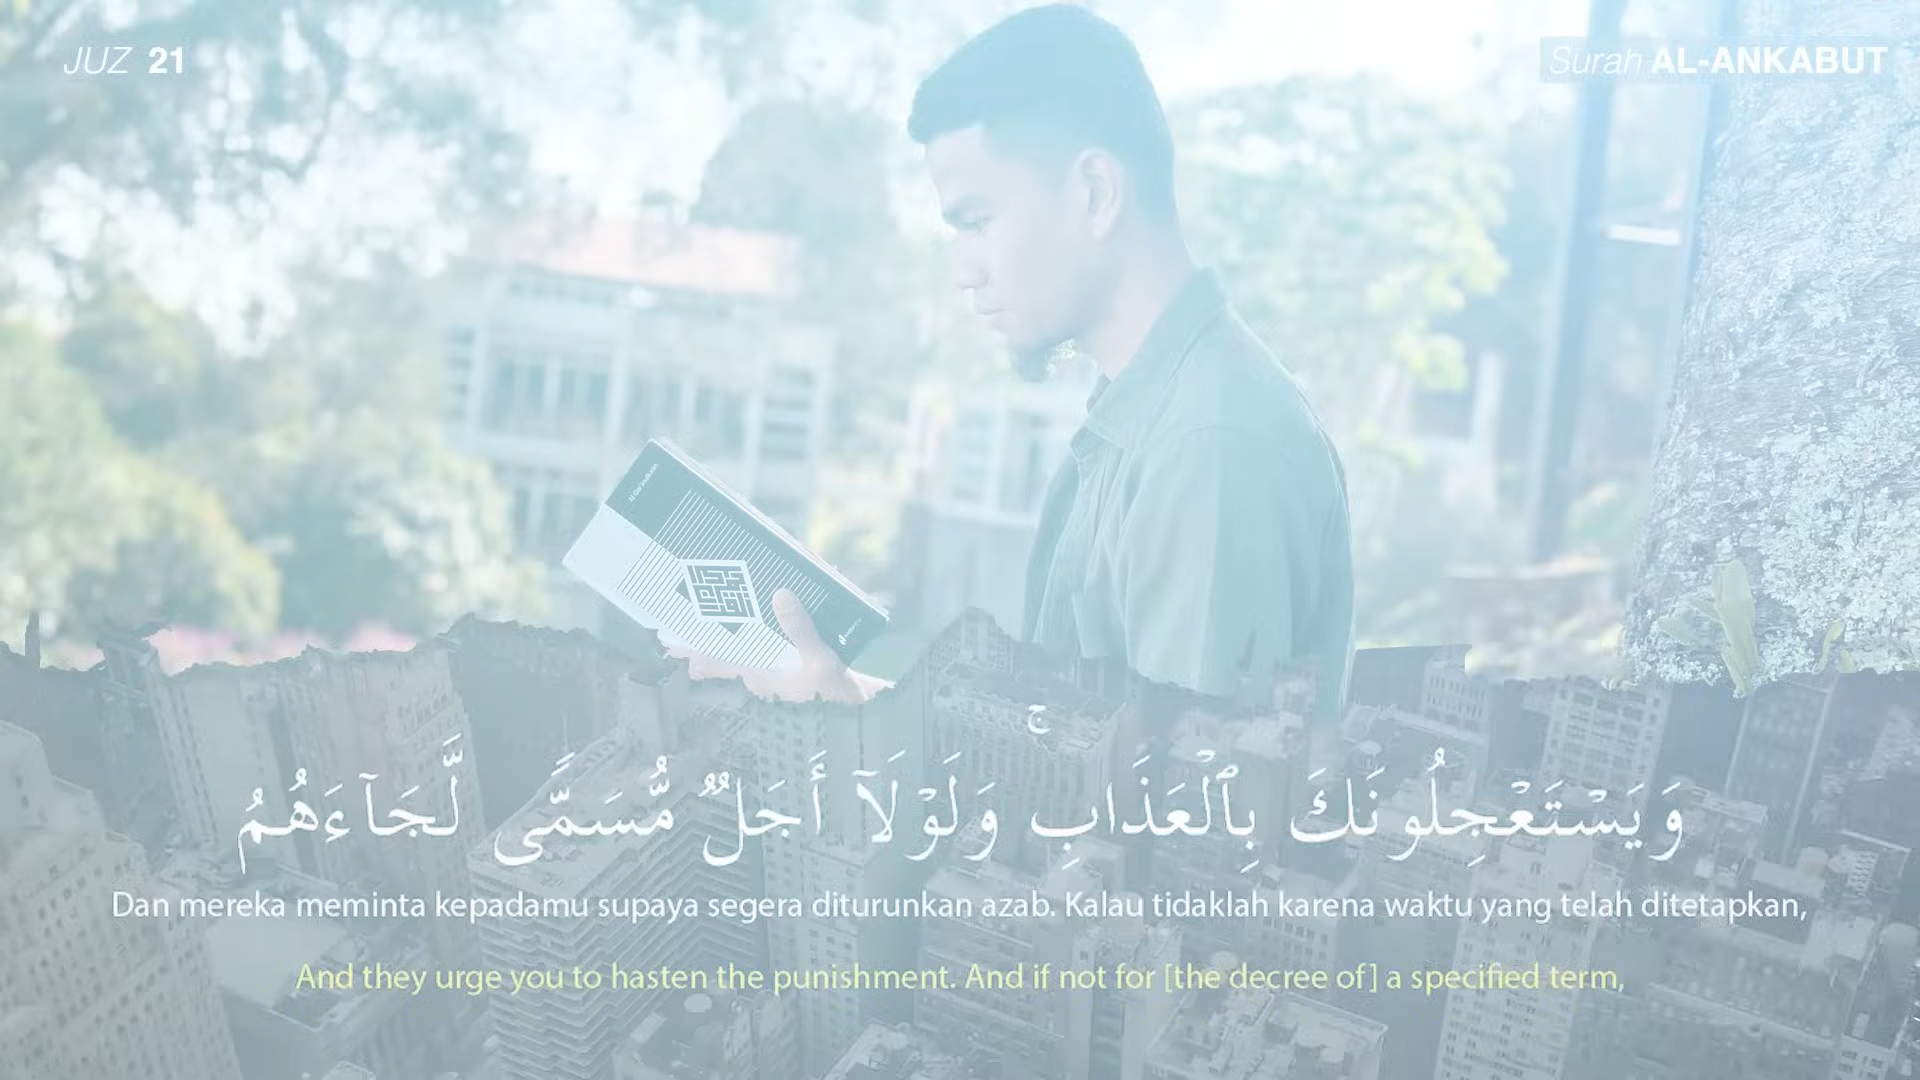 JUZ 21
Surah AL-ANKABUT
وَيَسْتَعْجِلُونَكَ بِٱلْعَذَابِ ۚ وَلَوْلَآ أَجَلٌ مُّسَمًّى لَّجَآءَهُمُ
Dan mereka meminta kepadamu supaya segera diturunkan azab. Kalau tidaklah karena waktu yang telah ditetapkan,
And they urge you to hasten the punishment. And if not for [the decree of] a specified term,